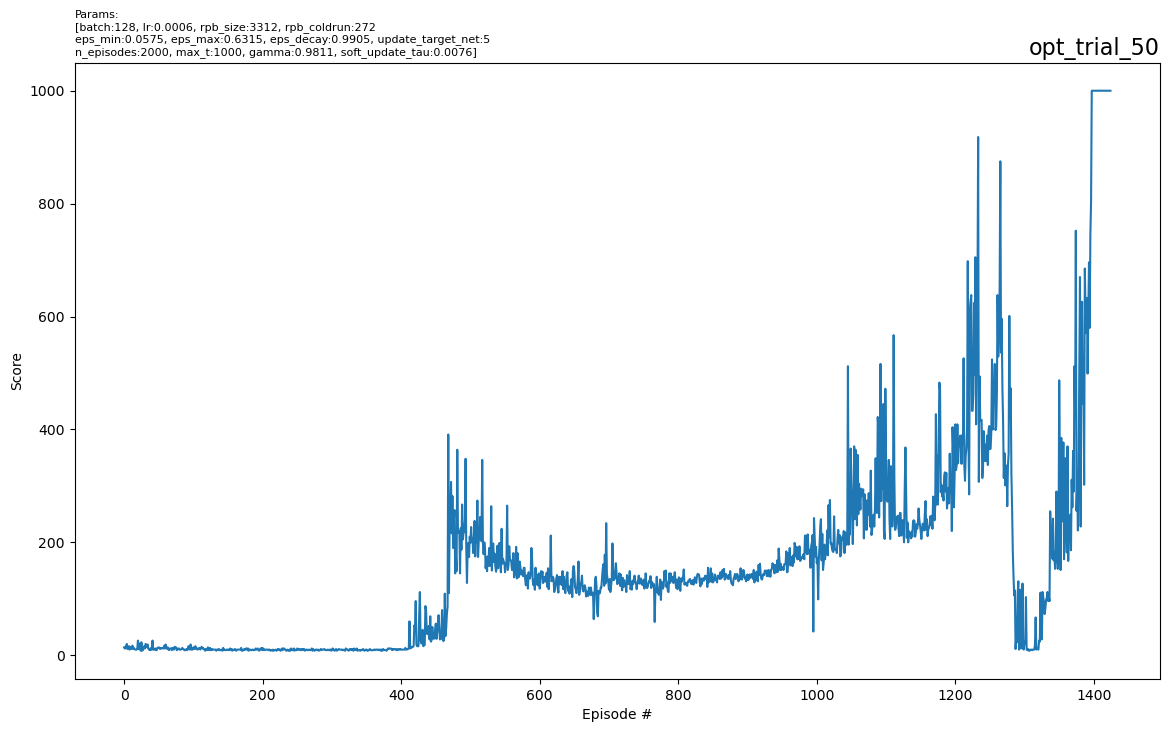 Params:
[batch:128, lr:0.0006, rpb_size:3312, rpb_coldrun:272
eps_min:0.0575, eps_max:0.6315, eps_decay:0.9905, update_target_net:5
n_episodes:2000, max_t:1000, gamma:0.9811, soft_update_tau:0.0076]
opt_trial_50
1000
800
600
400
200
0
Score
0 200 400 600 800 1000 1200 1400
Episode #